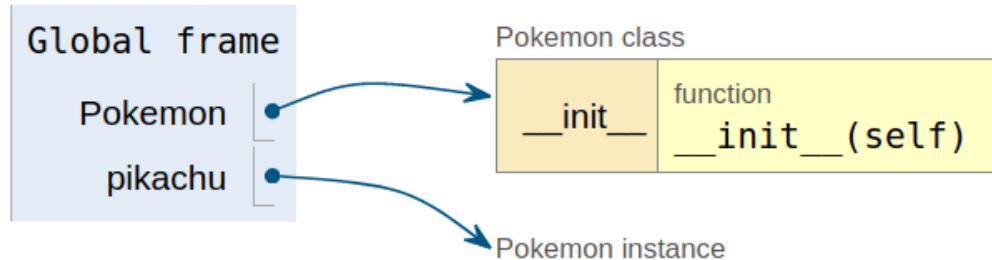 Global frame
Pokemon
pikachu
Pokemon class
__init__
function
__init__(self)
Pokemon instance